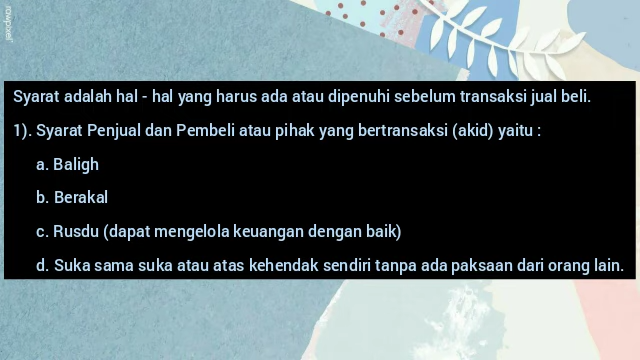 rawpixel
Syarat adalah hal - hal yang harus ada atau dipenuhi sebelum transaksi jual beli.
1). Syarat Penjual dan Pembeli atau pihak yang bertransaksi (akid) yaitu :
a. Baligh
b. Berakal
c. Rusdu (dapat mengelola keuangan dengan baik)
d. Suka sama suka atau atas kehendak sendiri tanpa ada paksaan dari orang lain.